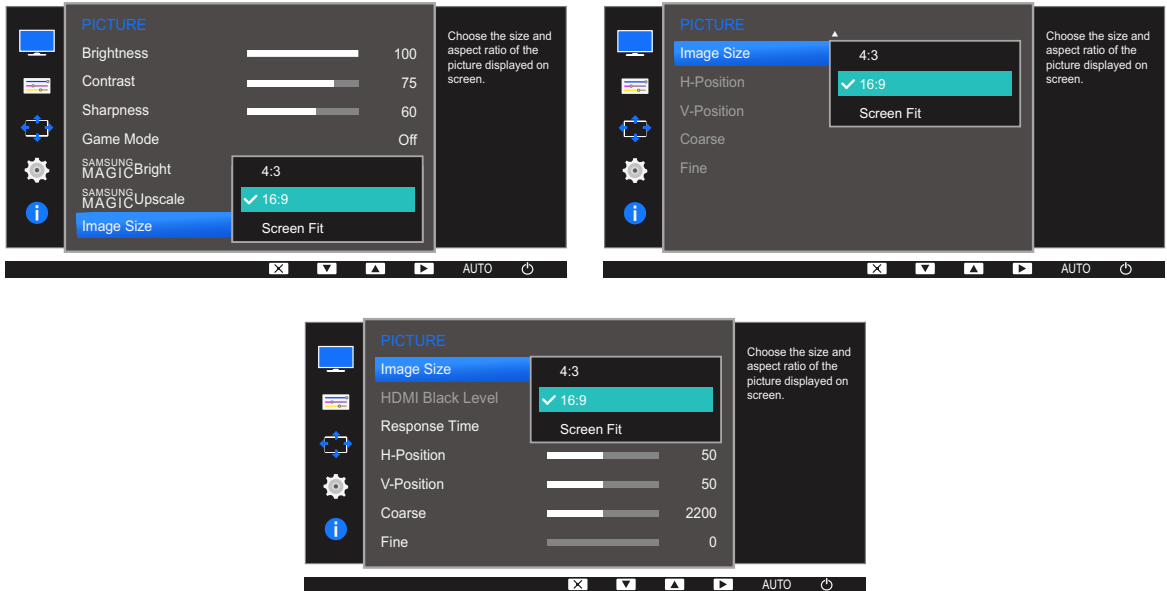 PICTURE
Brightness 100
Contrast 75
Sharpness 60
Game Mode Off
SAMSUNG
MAGICBright
SAMSUNG
MAGICUpscale
Image Size
4:3
16:9
Screen Fit
Choose the size and
aspect ratio of the
picture displayed on
screen.
AUTO
PICTURE
Image Size
H-Position
V-Position
Coarse
Fine
4:3
16:9
Screen Fit
Choose the size and
aspect ratio of the
picture displayed on
screen.
AUTO
PICTURE
Image Size
HDMI Black Level
Response Time
4:3
16:9
Screen Fit
H-Position 50
V-Position 50
Coarse 2200
Fine 0
Choose the size and
aspect ratio of the
picture displayed on
screen.
AUTO